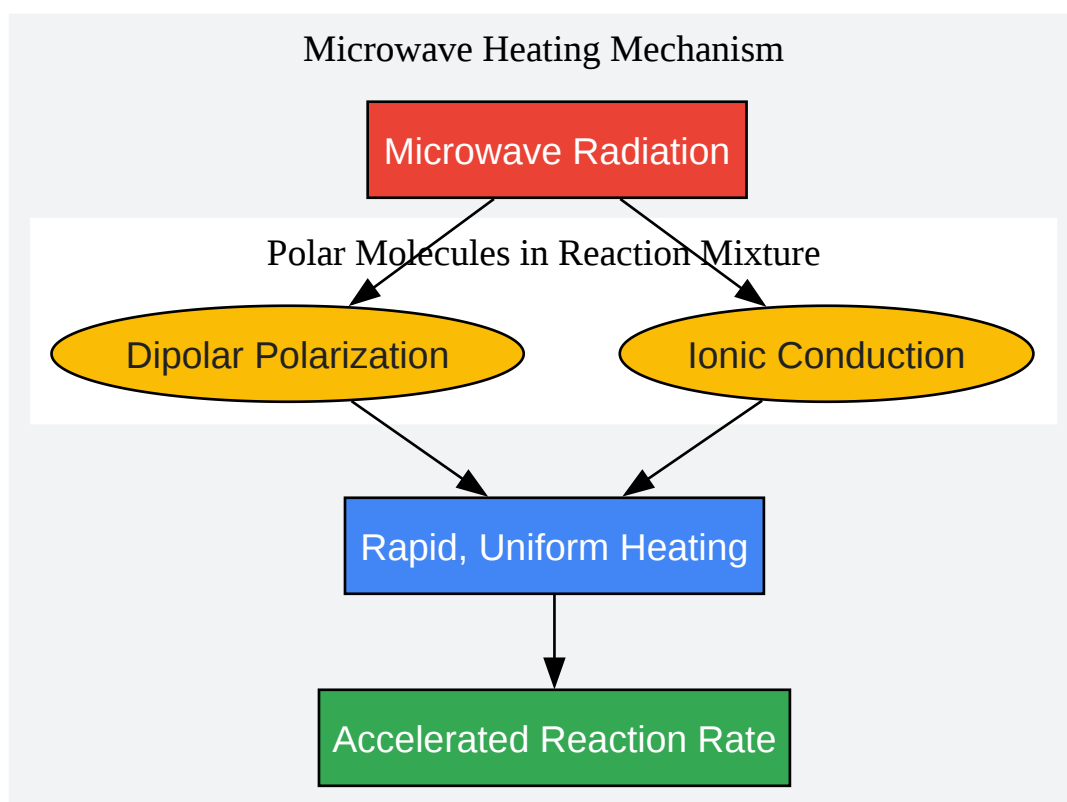 Microwave Heating Mechanism
Microwave Radiation
Polar Molecules in Reaction Mixture
Dipolar Polarization
Ionic Conduction
Rapid, Uniform Heating
Accelerated Reaction Rate